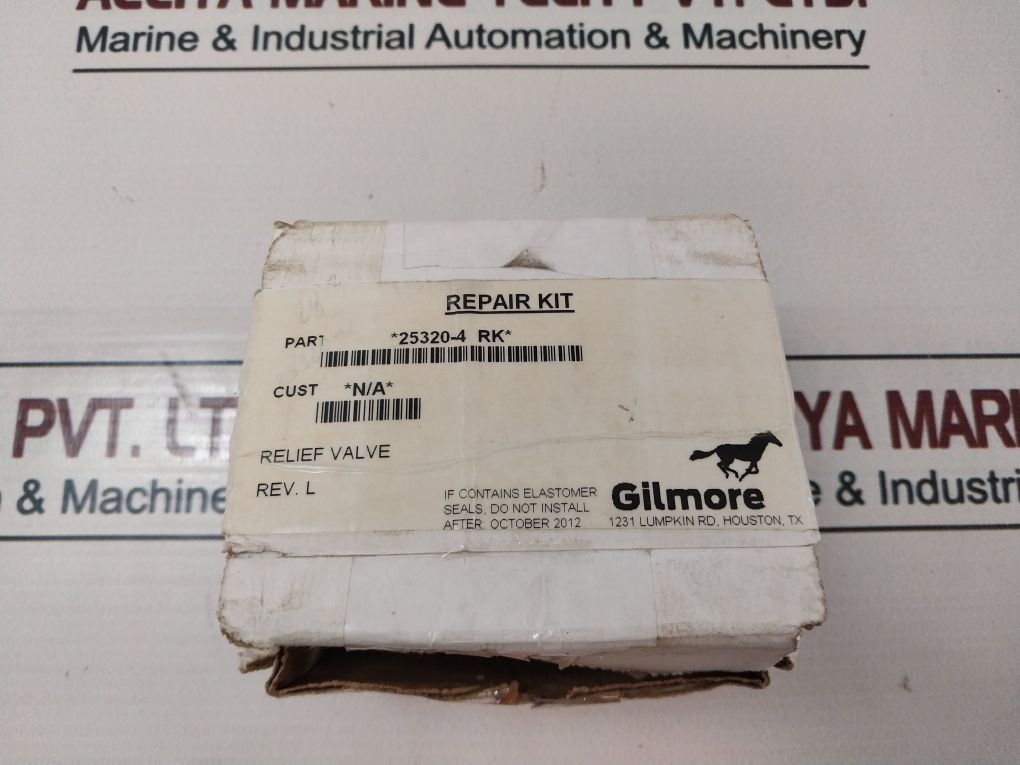 Marine & Industrial Automation & Machinery
REPAIR KIT
PART *25320-4 RK*
CUST *N/A*
RELIEF VALVE
REV. L
IF CONTAINS ELASTOMER
SEALS, DO NOT INSTALL
AFTER: OCTOBER 2012
Gilmore
1231 LUMPKIN RD, HOUSTON, TX
PVT. LT
YA MARI
& Machine
& Industri